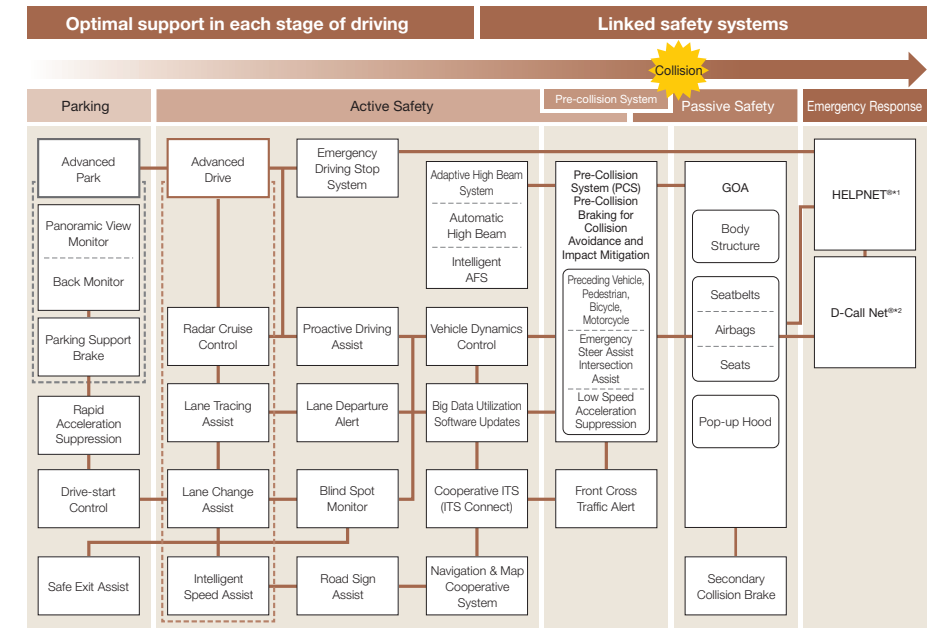 Optimal support in each stage of driving
Linked safety systems
Collision
Parking
Active Safety
Pre-collision System
Passive Safety
Emergency Response
Advanced
Park
Panoramic View
Monitor
Back Monitor
Parking Support
Brake
Rapid
Acceleration
Suppression
Drive-start
Control
Safe Exit Assist
Advanced
Drive
Radar Cruise
Control
Lane Tracing
Assist
Lane Change
Assist
Intelligent
Speed Assist
Emergency
Driving Stop
System
Proactive Driving
Assist
Lane Departure
Alert
Blind Spot
Monitor
Road Sign
Assist
Adaptive High Beam
System
Automatic
High Beam
Intelligent
AFS
Vehicle Dynamics
Control
Big Data Utilization
Software Updates
Cooperative ITS
(ITS Connect)
Navigation & Map
Cooperative
System
Pre-Collision
System (PCS)
Pre-Collision
Braking for
Collision
Avoidance and
Impact Mitigation
Preceding Vehicle,
Pedestrian,
Bicycle,
Motorcycle
Emergency
Steer Assist
Intersection
Assist
Low Speed
Acceleration
Suppression
Front Cross
Traffic Alert
GOA
Body
Structure
Seatbelts
Airbags
Seats
Pop-up Hood
Secondary
Collision Brake
HELPNET®*1
D-Call Net®*2